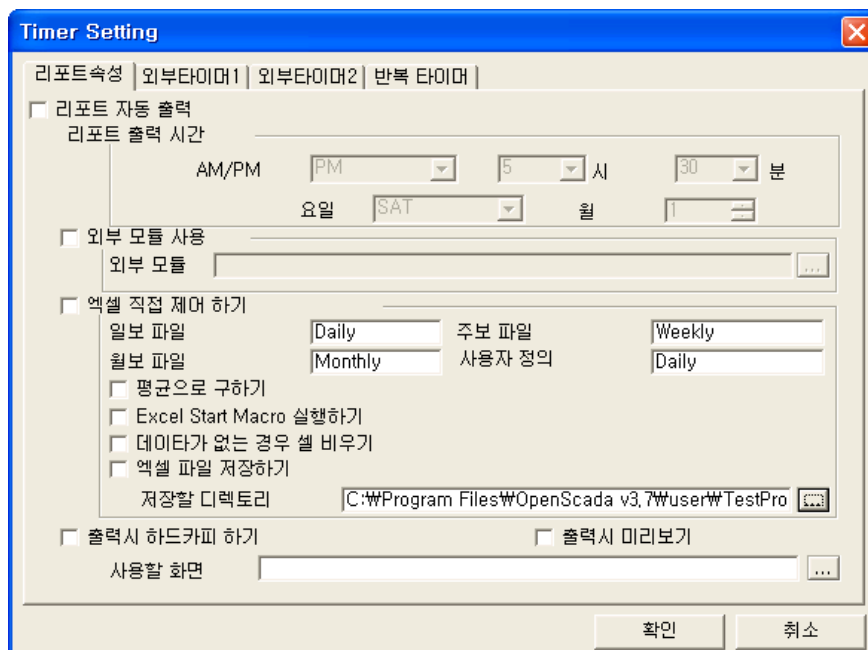 Timer Setting
리포트속성 외부타이머1 외부타이머2 반복 타이머
리포트 자동 출력
리포트 출력 시간
AM/PM PM 5 시 30 분
요일 SAT 월 1
외부 모듈 사용
외부 모듈 ...
엑셀 직접 제어 하기
일보 파일 Daily 주보 파일 Weekly
월보 파일 Monthly 사용자 정의 Daily
평균으로 구하기
Excel Start Macro 실행하기
데이타가 없는 경우 셀 비우기
엑셀 파일 저장하기
저장할 디렉토리 C:₩Program Files₩OpenScada v3.7₩user₩TestPro ...
출력시 하드카피 하기 출력시 미리보기
사용할 화면 ...
확인 취소